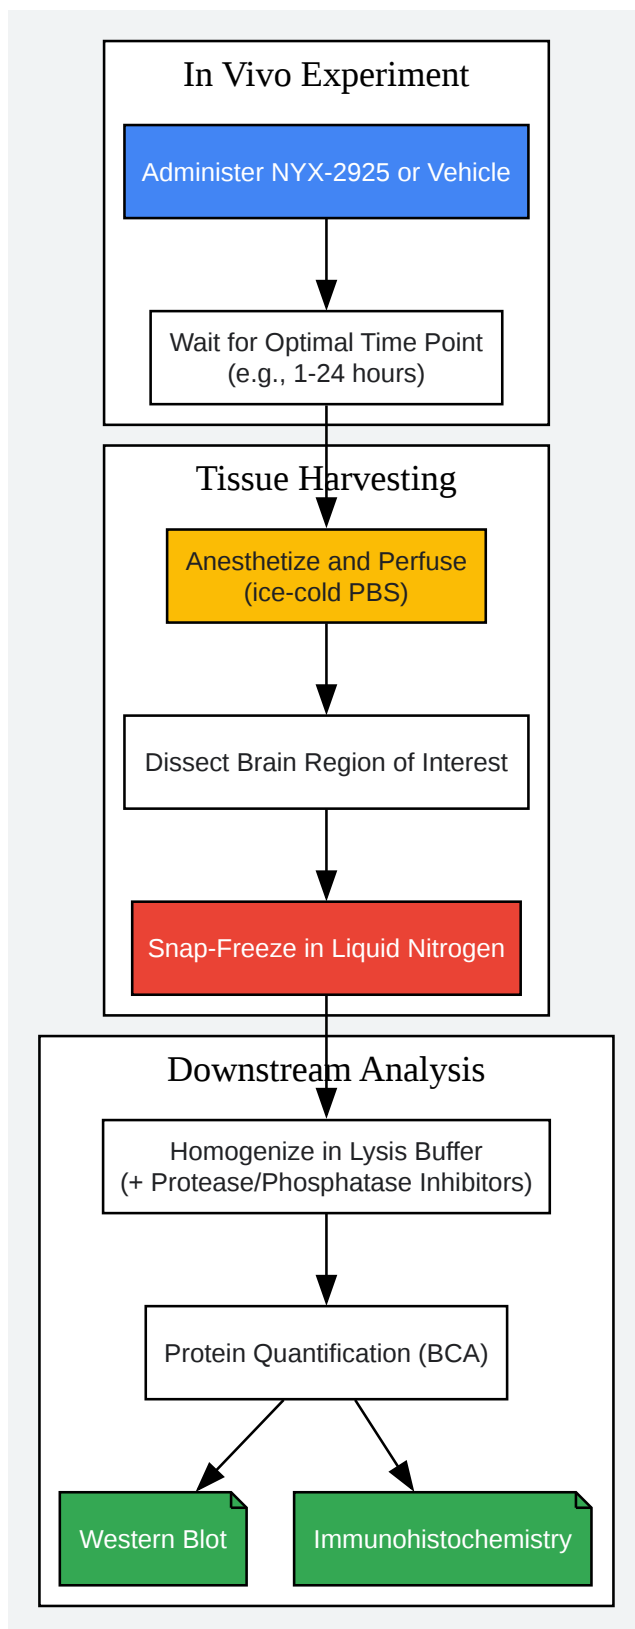 In Vivo Experiment
Administer NYX-2925 or Vehicle
Wait for Optimal Time Point
(e.g., 1-24 hours)
Tissue Harvesting
Anesthetize and Perfuse
(ice-cold PBS)
Dissect Brain Region of Interest
Snap-Freeze in Liquid Nitrogen
Downstream Analysis
Homogenize in Lysis Buffer
(+ Protease/Phosphatase Inhibitors)
Protein Quantification (BCA)
Western Blot
Immunohistochemistry